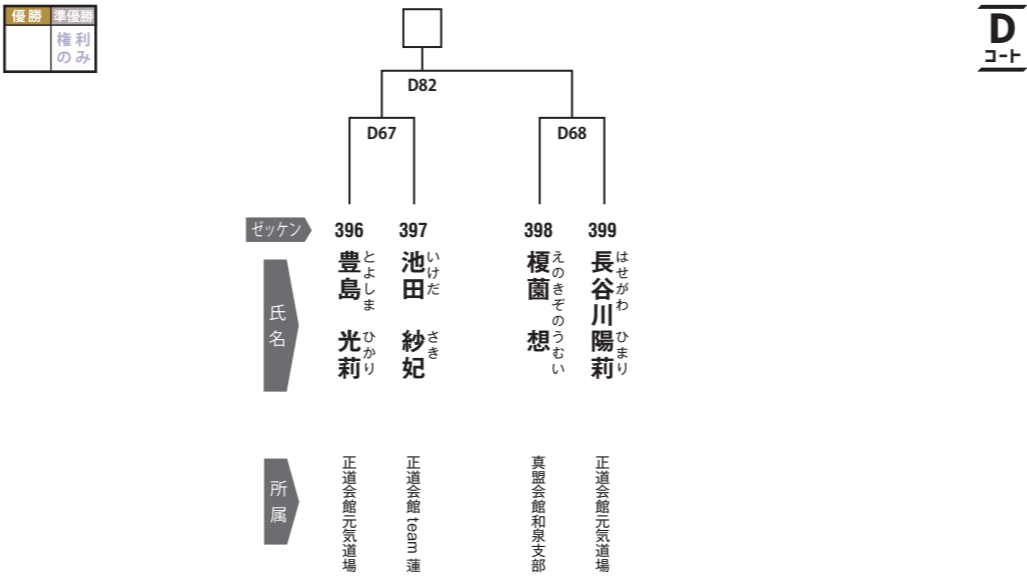 優勝 準優勝
権利のみ
D
コート
D82
D67 D68
ゼッケン 396 397 398 399
氏名
豊島 光莉
とよしま ひかり
池田 紗妃
いけだ さき
榎薗 想
えのきぞの うむい
長谷川 陽莉
はせがわ ひまり
所属
正道会館元気道場
正道会館 team 蓮
真盟会館和泉支部
正道会館元気道場